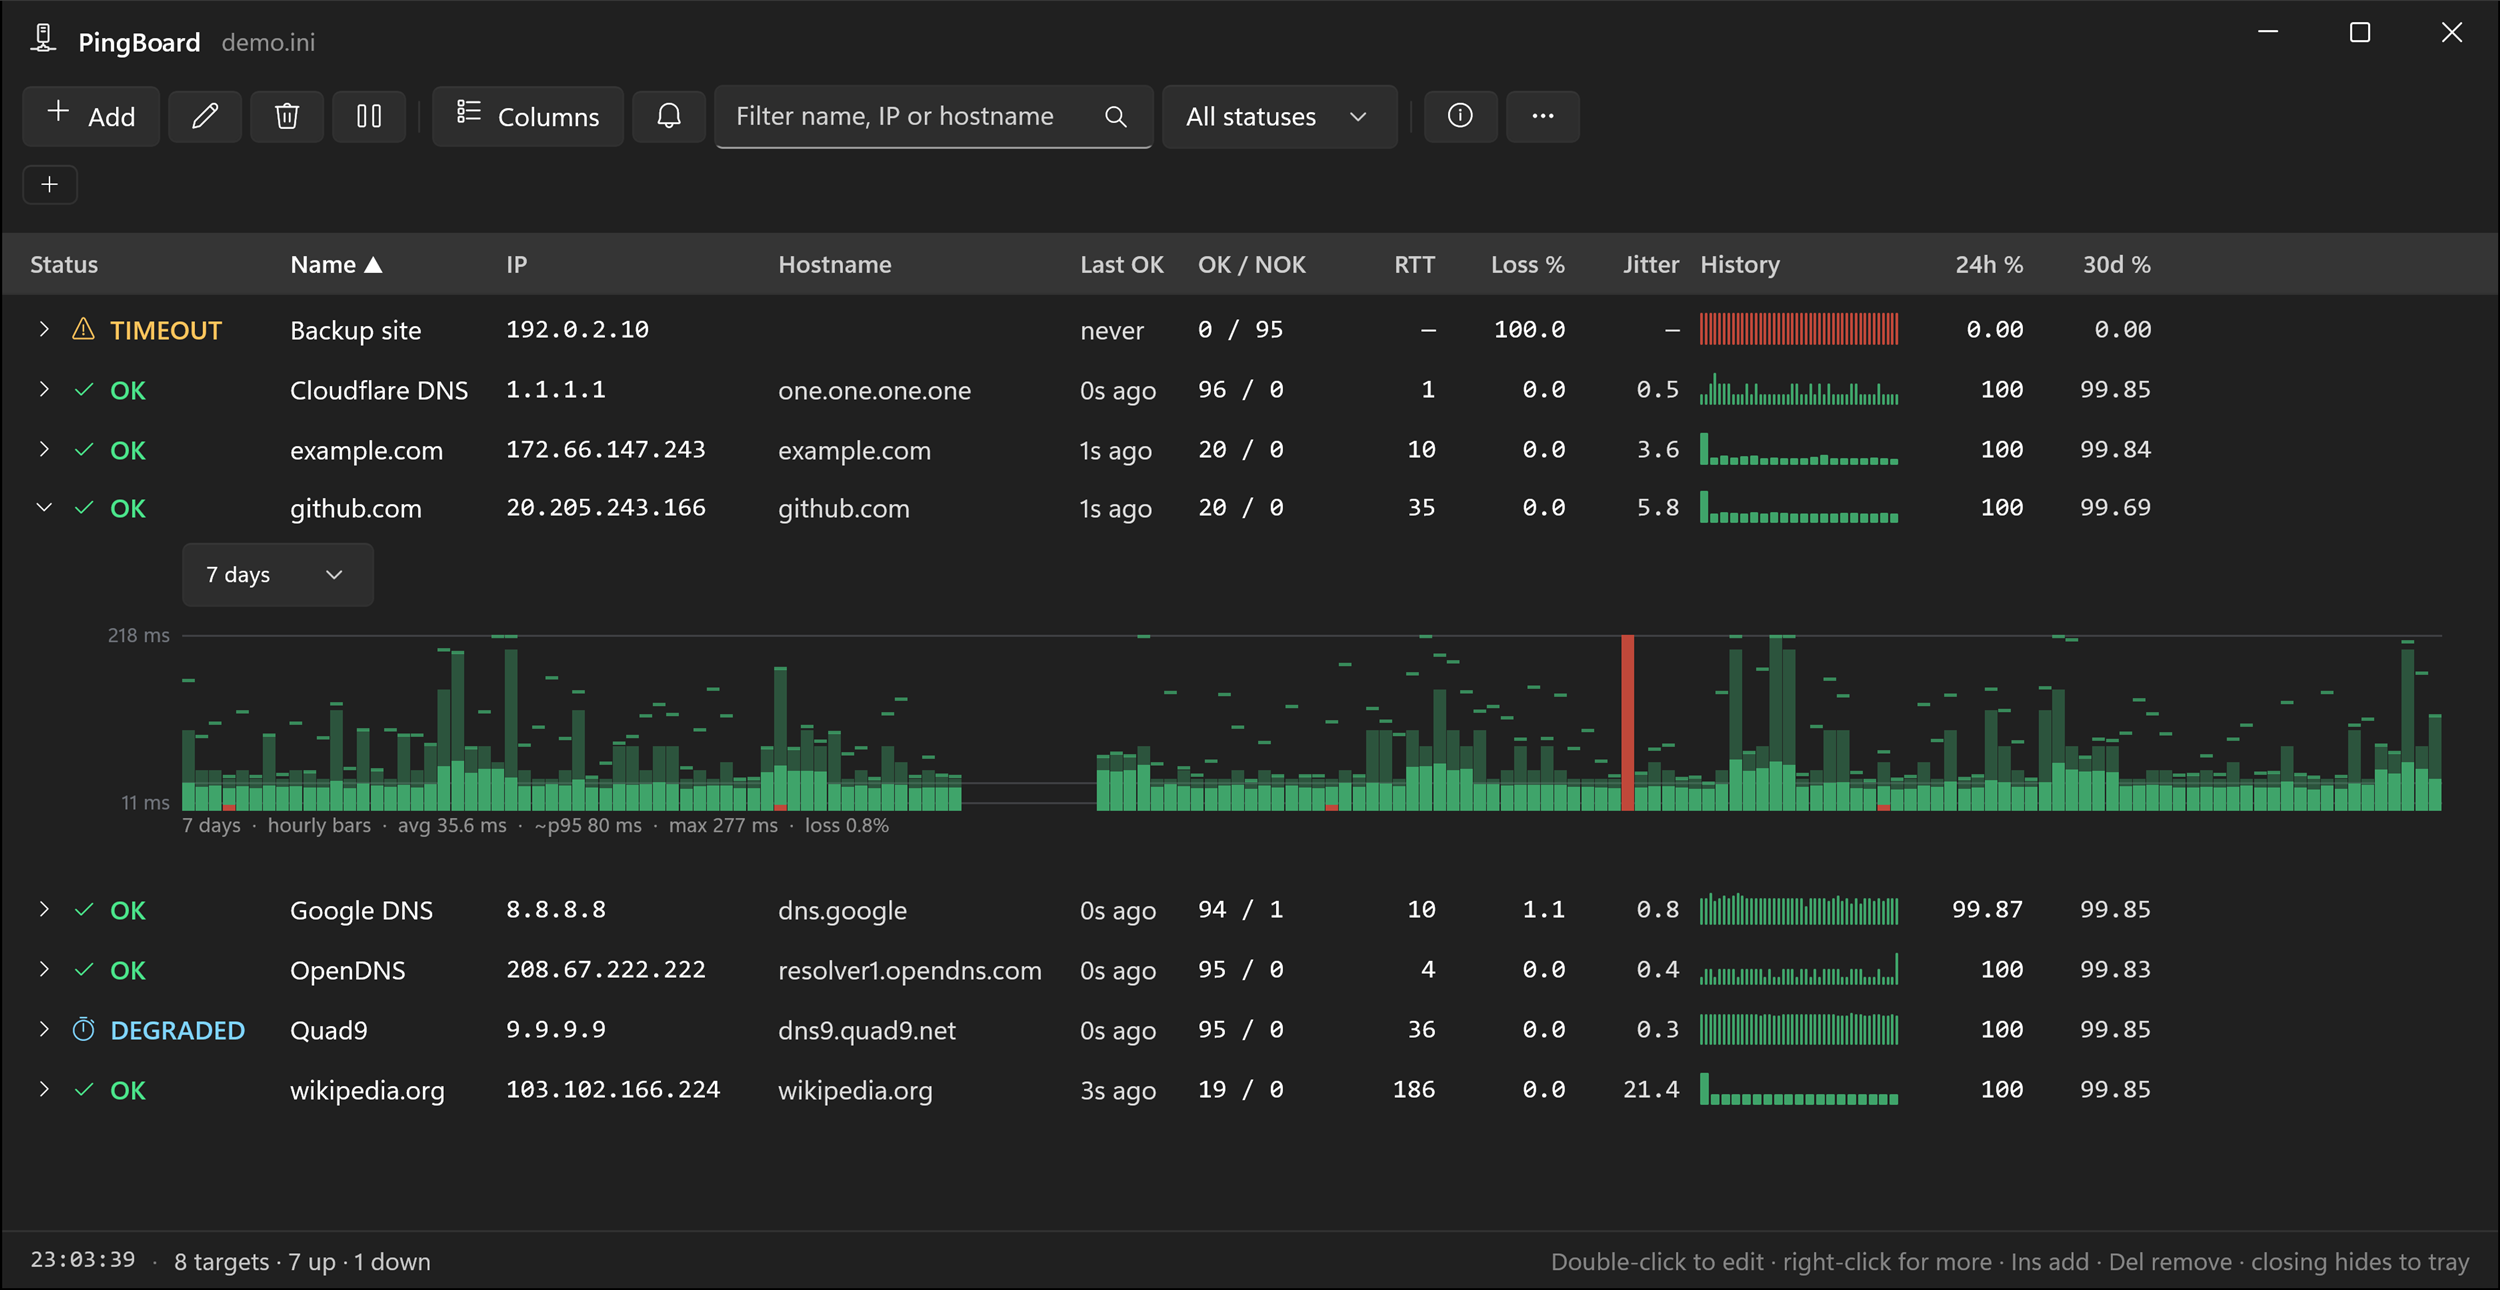 PingBoard demo.ini
Add Columns Filter name, IP or hostname All statuses
Status Name ▲ IP Hostname Last OK OK / NOK RTT Loss % Jitter History 24h % 30d %
TIMEOUT Backup site 192.0.2.10 never 0 / 95 — 100.0 — 0.00 0.00
OK Cloudflare DNS 1.1.1.1 one.one.one.one 0s ago 96 / 0 1 0.0 0.5 100 99.85
OK example.com 172.66.147.243 example.com 1s ago 20 / 0 10 0.0 3.6 100 99.84
OK github.com 20.205.243.166 github.com 1s ago 20 / 0 35 0.0 5.8 100 99.69
7 days
218 ms
11 ms
7 days · hourly bars · avg 35.6 ms · ~p95 80 ms · max 277 ms · loss 0.8%
OK Google DNS 8.8.8.8 dns.google 0s ago 94 / 1 10 1.1 0.8 99.87 99.85
OK OpenDNS 208.67.222.222 resolver1.opendns.com 0s ago 95 / 0 4 0.0 0.4 100 99.83
DEGRADED Quad9 9.9.9.9 dns9.quad9.net 0s ago 95 / 0 36 0.0 0.3 100 99.85
OK wikipedia.org 103.102.166.224 wikipedia.org 3s ago 19 / 0 186 0.0 21.4 100 99.85
23:03:39 · 8 targets · 7 up · 1 down Double-click to edit · right-click for more · Ins add · Del remove · closing hides to tray